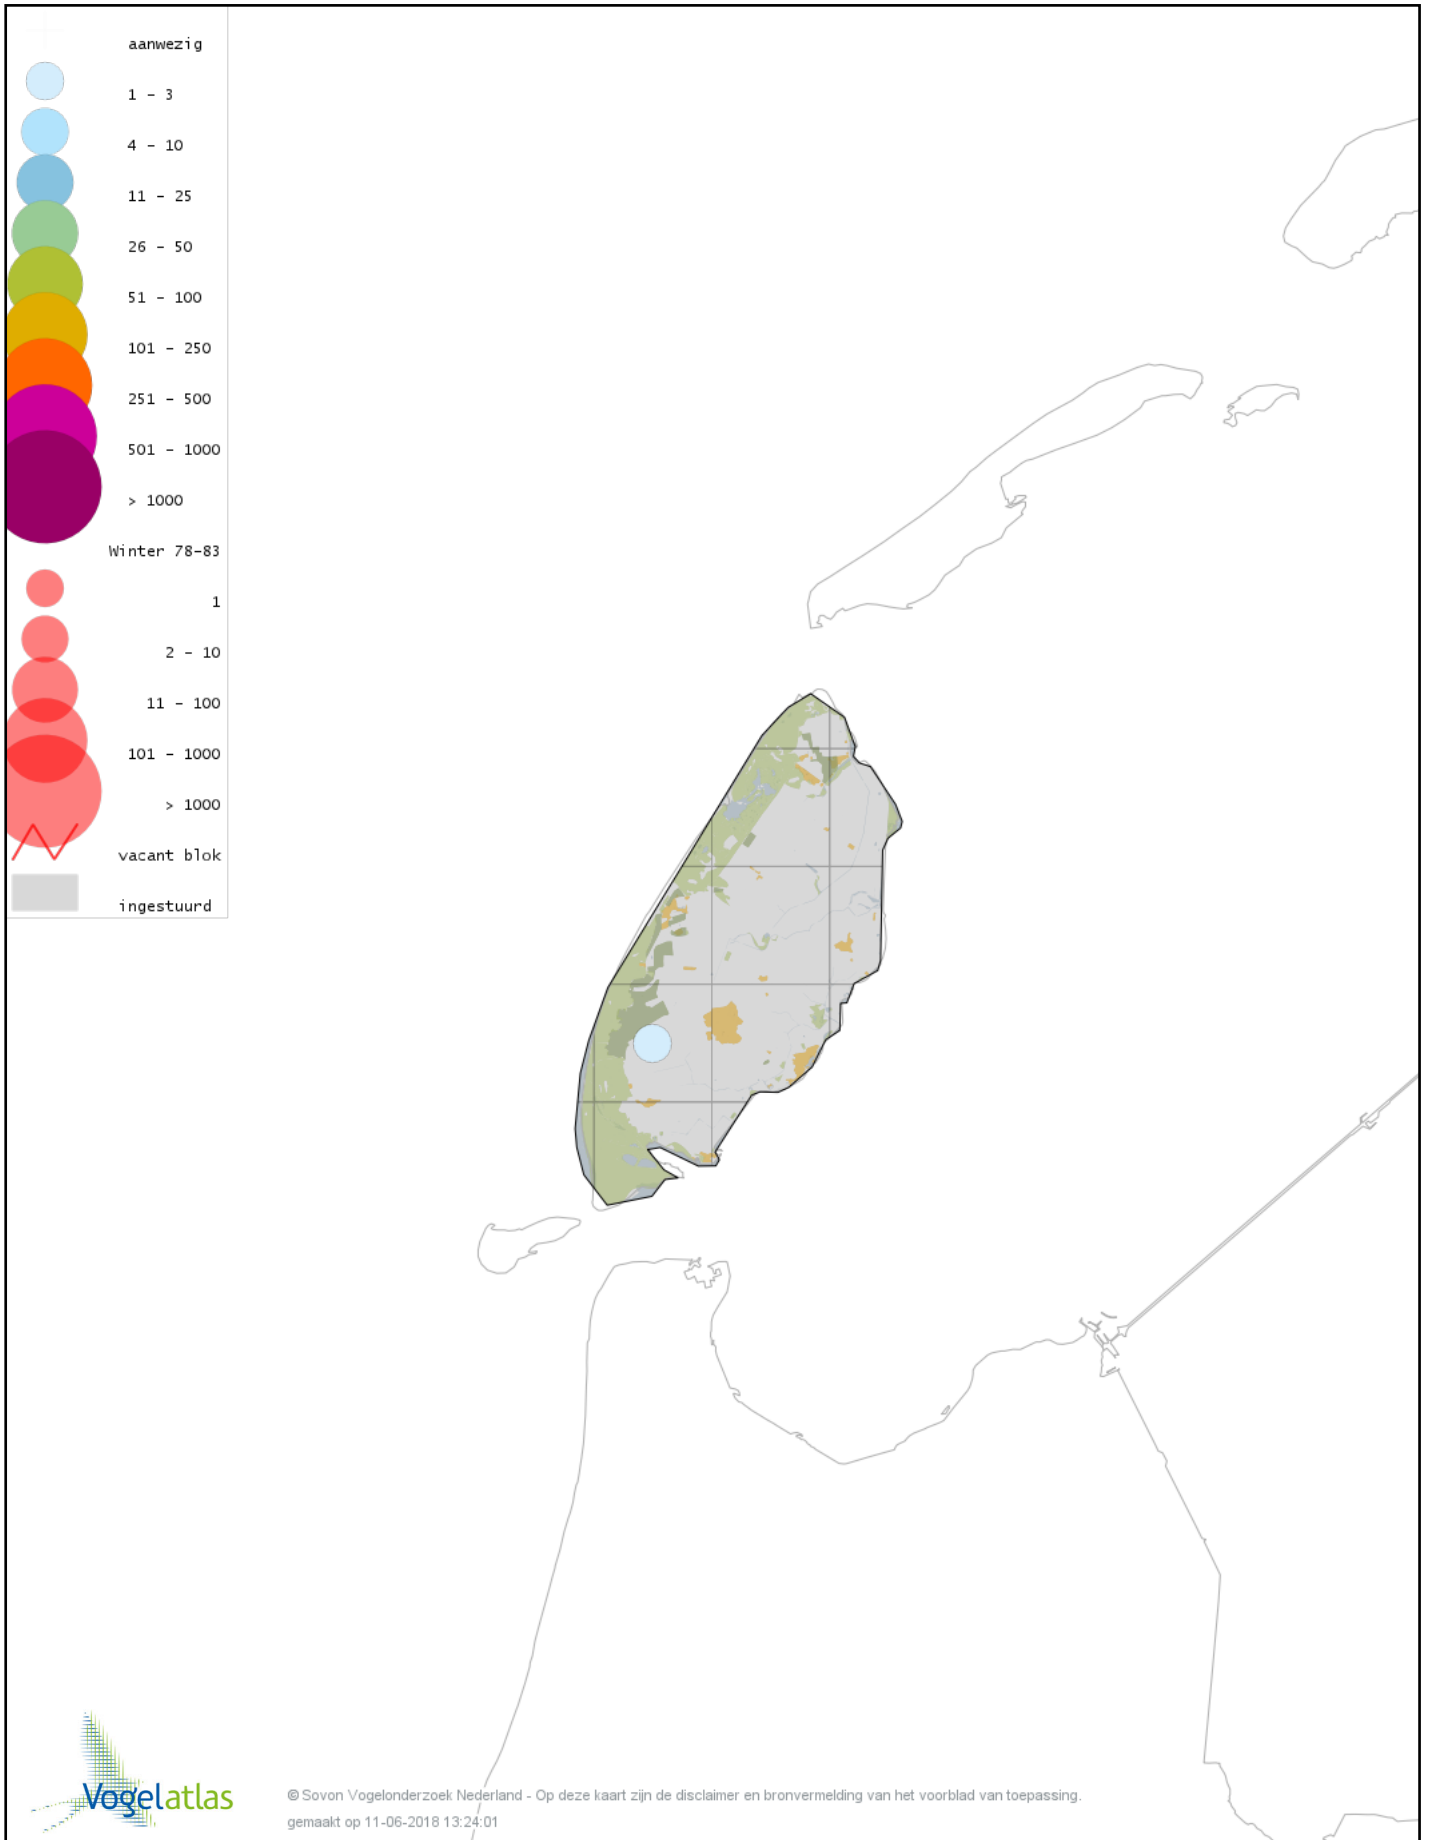 aanwezig
1 - 3
4 - 10
11 - 25
26 - 50
51 - 100
101 - 250
251 - 500
501 - 1000
> 1000
Winter 78-83
1
2 - 10
11 - 100
101 - 1000
> 1000
vacant blok
ingestuurd
Vogelatlas
© Sovon Vogelonderzoek Nederland - Op deze kaart zijn de disclaimer en bronvermelding van het voorblad van toepassing.
gemaakt op 11-06-2018 13:24:01